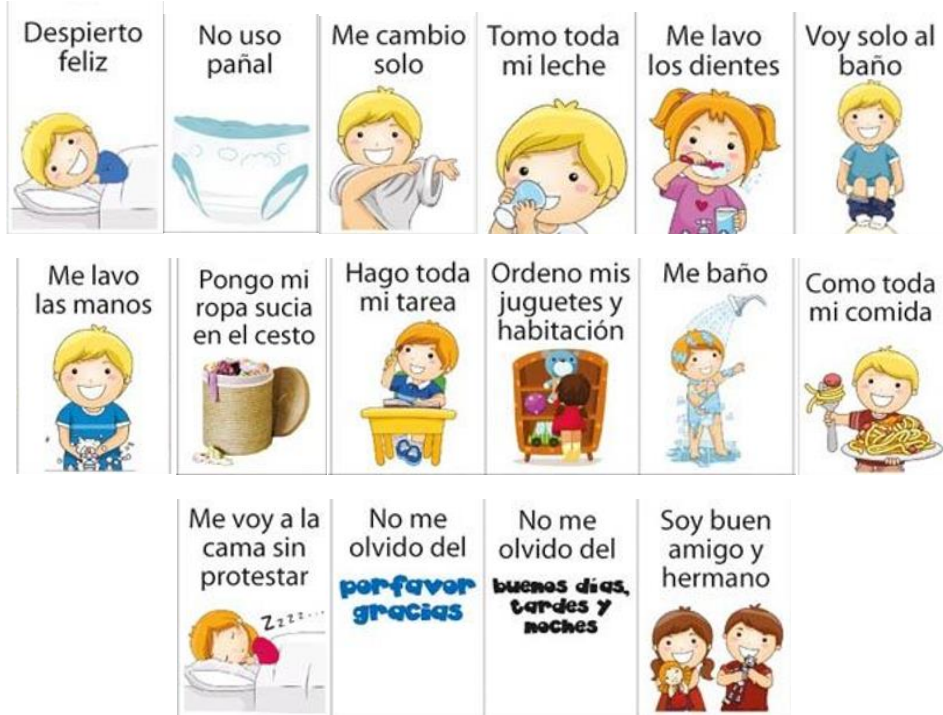 Despierto
feliz
No uso
pañal
Me cambio
solo
Tomo toda
mi leche
Me lavo
los dientes
Voy solo al
baño
Me lavo
las manos
Pongo mi
ropa sucia
en el cesto
Hago toda
mi tarea
Ordeno mis
juguetes y
habitación
Me baño
Como toda
mi comida
Me voy a la
cama sin
protestar
Zzzz...
No me
olvido del
porfavor
gracias
No me
olvido del
buenos días,
tardes y
noches
Soy buen
amigo y
hermano